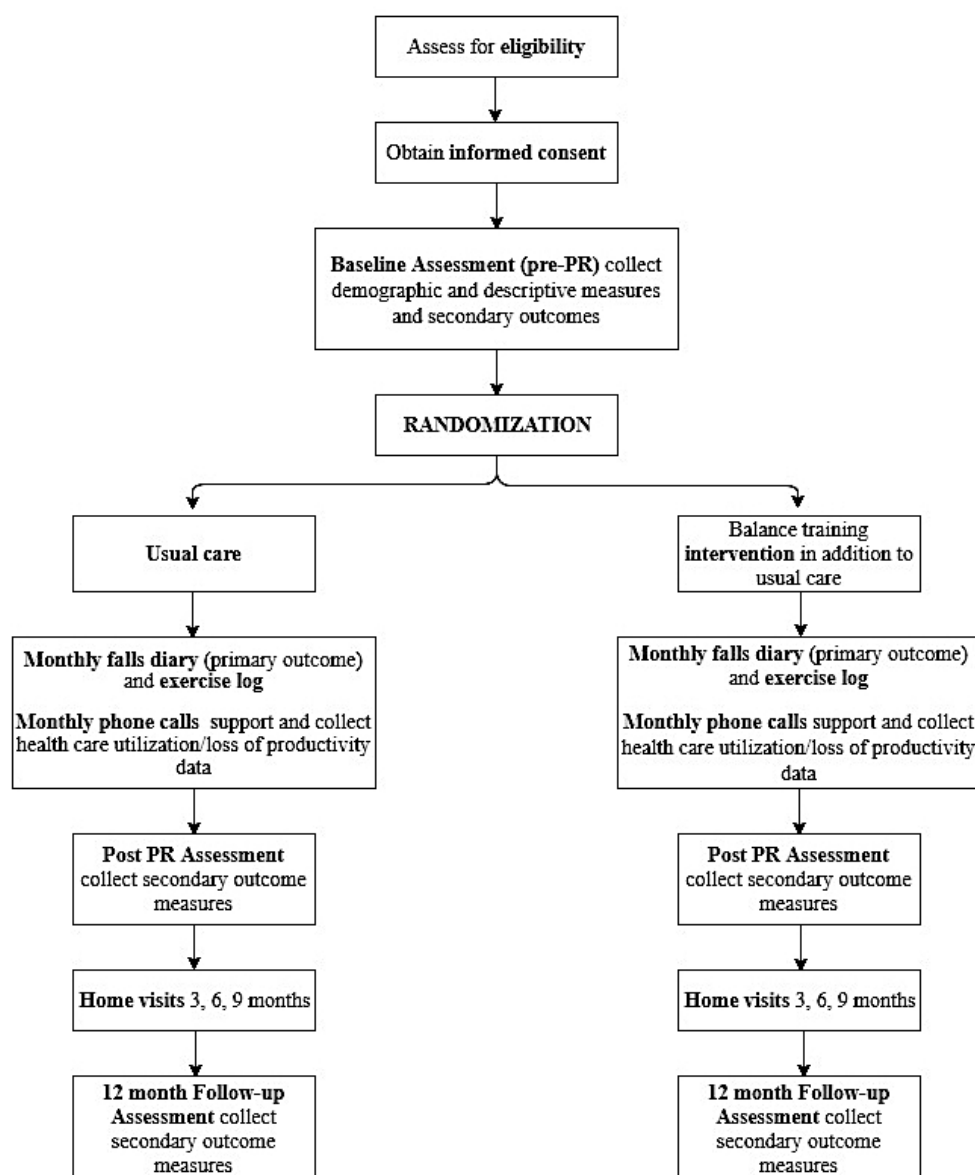 Assess for eligibility
Obtain informed consent
Baseline Assessment (pre-PR) collect
demographic and descriptive measures
and secondary outcomes
RANDOMIZATION
Usual care
Balance training
intervention in addition to
usual care
Monthly falls diary (primary outcome)
and exercise log
Monthly phone calls support and collect
health care utilization/loss of productivity
data
Monthly falls diary (primary outcome)
and exercise log
Monthly phone calls support and collect
health care utilization/loss of productivity
data
Post PR Assessment
collect secondary outcome
measures
Post PR Assessment
collect secondary outcome
measures
Home visits 3, 6, 9 months
Home visits 3, 6, 9 months
12 month Follow-up
Assessment collect
secondary outcome
measures
12 month Follow-up
Assessment collect
secondary outcome
measures